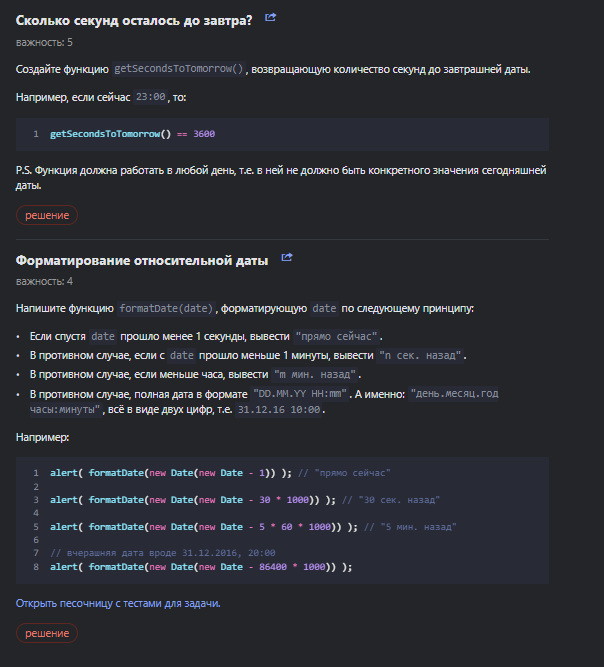 Сколько секунд осталось до завтра?
важность: 5
Создайте функцию getSecondsToTomorrow(), возвращающую количество секунд до завтрашней даты.
Например, если сейчас 23:00, то:
1 getSecondsToTomorrow() == 3600
P.S. Функция должна работать в любой день, т.е. в ней не должно быть конкретного значения сегодняшней
даты.
решение
Форматирование относительной даты
важность: 4
Напишите функцию formatDate(date), форматирующую date по следующему принципу:
• Если спустя date прошло менее 1 секунды, вывести "прямо сейчас".
• В противном случае, если с date прошло меньше 1 минуты, вывести "n сек. назад".
• В противном случае, если меньше часа, вывести "m мин. назад".
• В противном случае, полная дата в формате "DD.MM.YY HH:mm". А именно: "день.месяц.год
часы:минуты", всё в виде двух цифр, т.е. 31.12.16 10:00.
Например:
1 alert( formatDate(new Date(new Date - 1)) ); // "прямо сейчас"
2
3 alert( formatDate(new Date(new Date - 30 * 1000)) ); // "30 сек. назад"
4
5 alert( formatDate(new Date(new Date - 5 * 60 * 1000)) ); // "5 мин. назад"
6
7 // вчерашняя дата вроде 31.12.2016, 20:00
8 alert( formatDate(new Date(new Date - 86400 * 1000)) );
Открыть песочницу с тестами для задачи.
решение